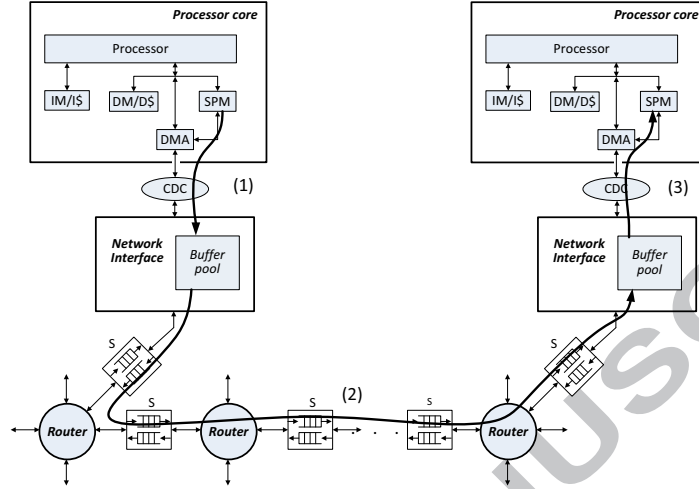 Processor core
Processor
IM/I$
DM/D$
SPM
DMA
CDC
(1)
Network
Interface
Buffer
pool
S
Processor core
Processor
IM/I$
DM/D$
SPM
DMA
CDC
(3)
Network
Interface
Buffer
pool
S
(2)
S
S
S
Router
Router
. . .
Router